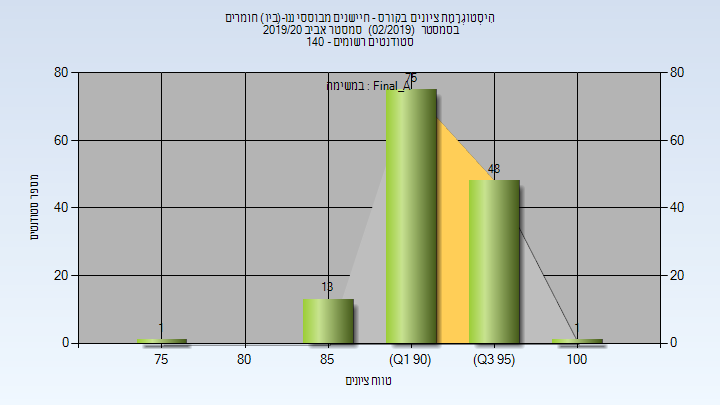 היסטוגרמת ציונים בקורס - חיישנים מבוססי ננו-(ביו) חומרים
בסמסטר (02/2019) סמסטר אביב 2019/20
סטודנטים רשומים - 140
במשימה : Final_A
80 80
60 60
40 40
20 20
0 0
1
13
75
48
1
מספר סטודנטים
75 80 85 (Q1 90) (Q3 95) 100
טווח ציונים